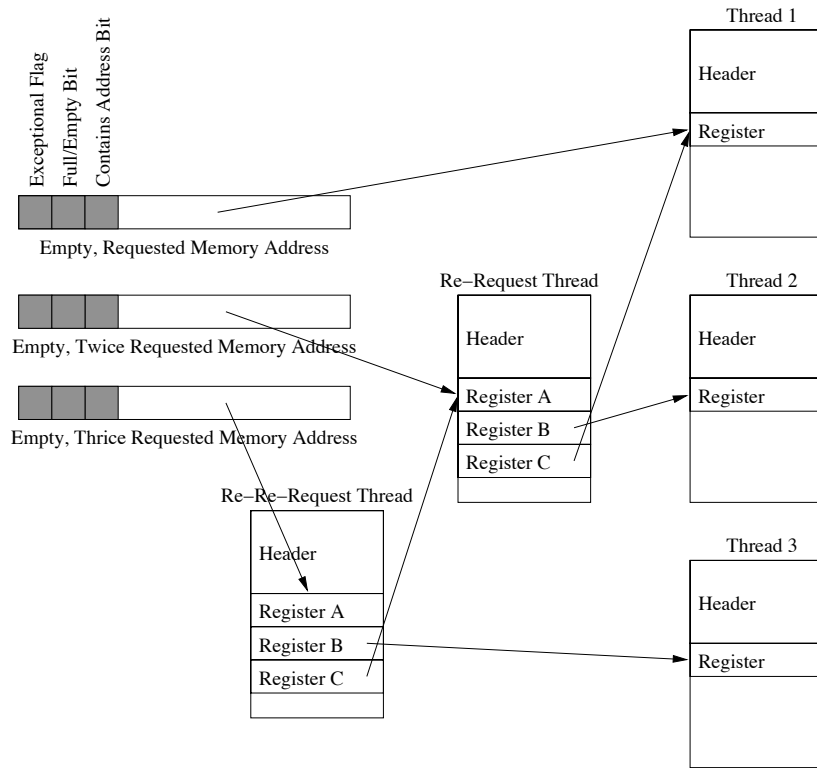 Thread 1
Exceptional Flag
Full/Empty Bit
Contains Address Bit
Header
Register
Empty, Requested Memory Address
Re−Request Thread
Thread 2
Header
Header
Empty, Twice Requested Memory Address
Register A
Register
Register B
Empty, Thrice Requested Memory Address
Register C
Re−Re−Request Thread
Thread 3
Header
Header
Register A
Register B
Register
Register C